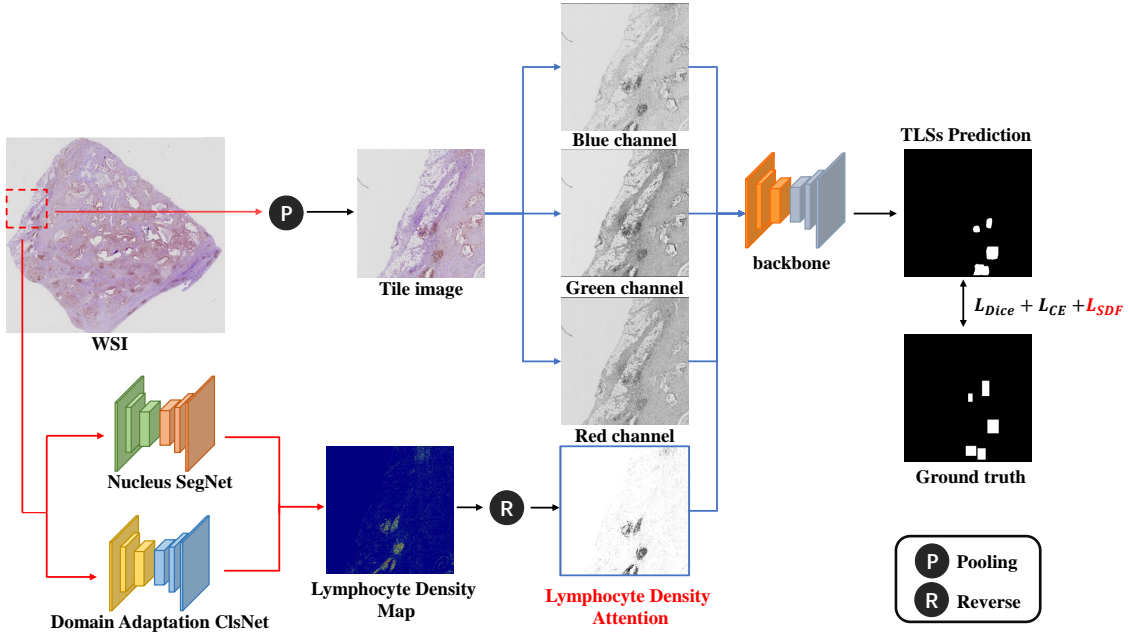 Blue channel
TLSs Prediction
P
Tile image
Green channel
backbone
WSI
L_Dice + L_CE + L_SDF
Nucleus SegNet
Red channel
Ground truth
R
Domain Adaptation ClsNet
Lymphocyte Density
Map
Lymphocyte Density
Attention
P Pooling
R Reverse